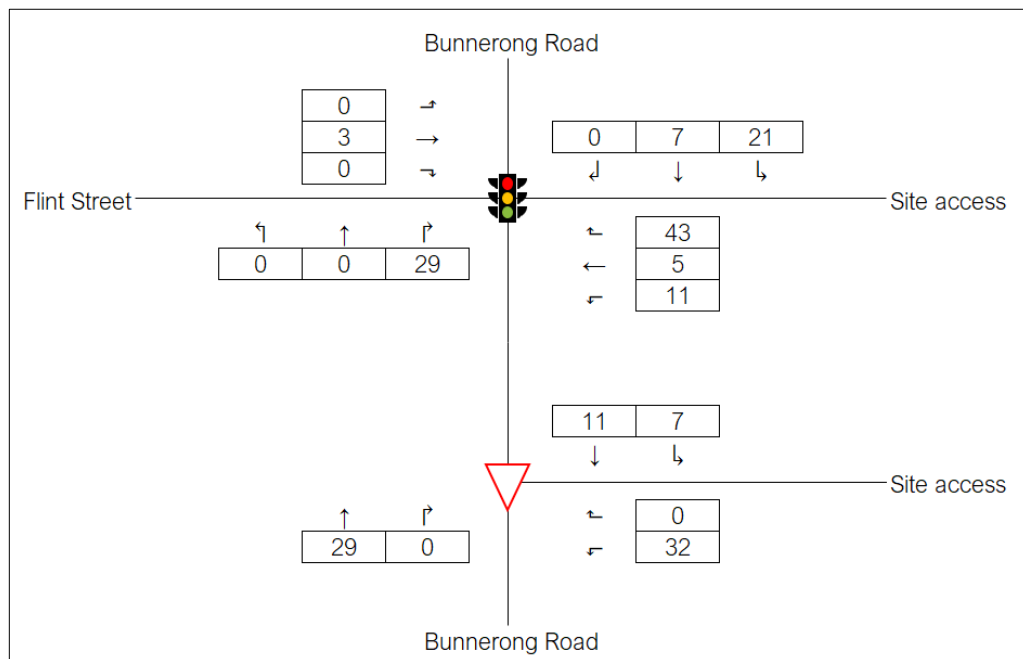 Bunnerong Road
0
3
0
0 7 21
Flint Street
Site access
0 0 29
43
5
11
11 7
Site access
29 0
0
32
Bunnerong Road